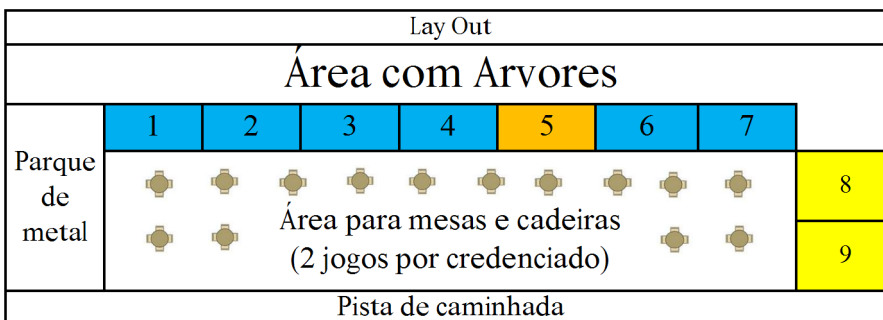 Lay Out
Área com Arvores
1 2 3 4 5 6 7
Parque
de
metal
8
Área para mesas e cadeiras
(2 jogos por credenciado)
9
Pista de caminhada